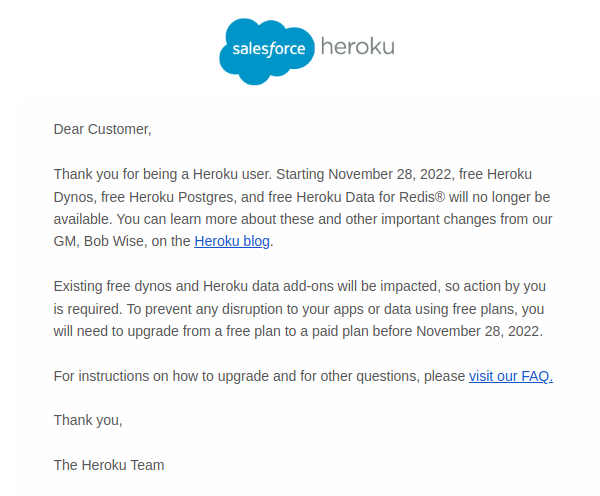 salesforce heroku
Dear Customer,
Thank you for being a Heroku user. Starting November 28, 2022, free Heroku
Dynos, free Heroku Postgres, and free Heroku Data for Redis® will no longer be
available. You can learn more about these and other important changes from our
GM, Bob Wise, on the Heroku blog.
Existing free dynos and Heroku data add-ons will be impacted, so action by you
is required. To prevent any disruption to your apps or data using free plans, you
will need to upgrade from a free plan to a paid plan before November 28, 2022.
For instructions on how to upgrade and for other questions, please visit our FAQ.
Thank you,
The Heroku Team